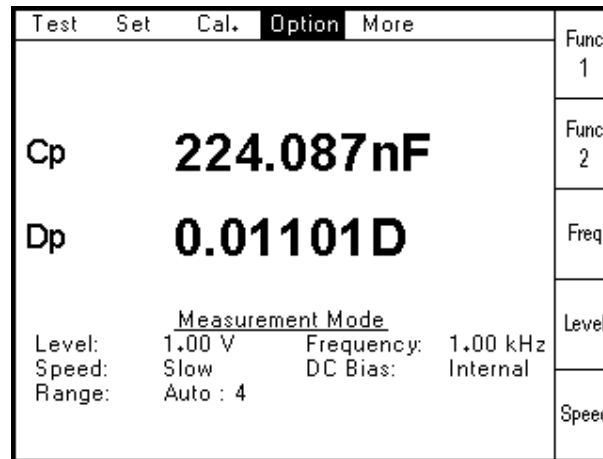 Test Set Cal. Option More
Func
1
Cp 224.087nF
Func
2
Dp 0.01101D
Freq
Measurement Mode
Level: 1.00 V Frequency: 1.00 kHz
Level
Speed: Slow DC Bias: Internal
Range: Auto : 4
Speed